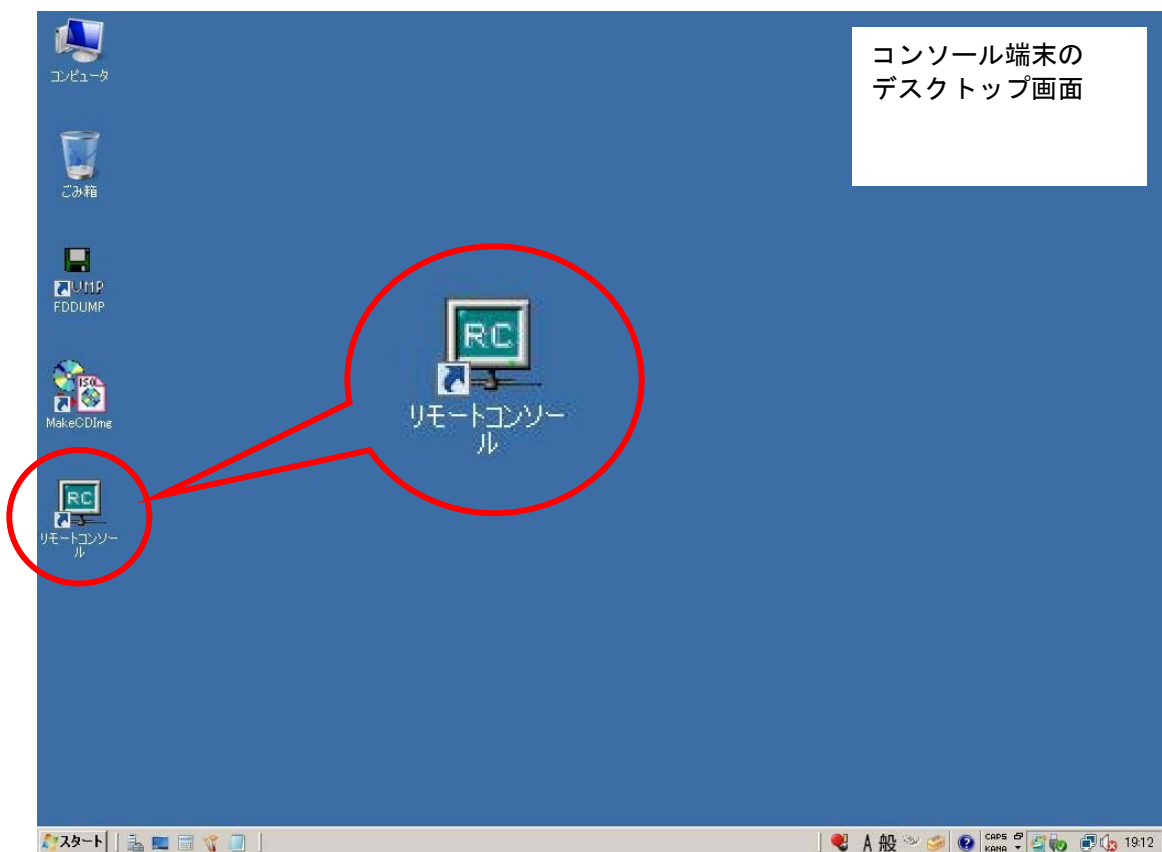 コンピュータ
ごみ箱
UMP
FDDUMP
ISO
MakeCDImg
RC
リモートコンソー
ル
RC
リモートコンソー
ル
コンソール端末の
デスクトップ画面
スタート
A 般
CAPS
KANA
19:12